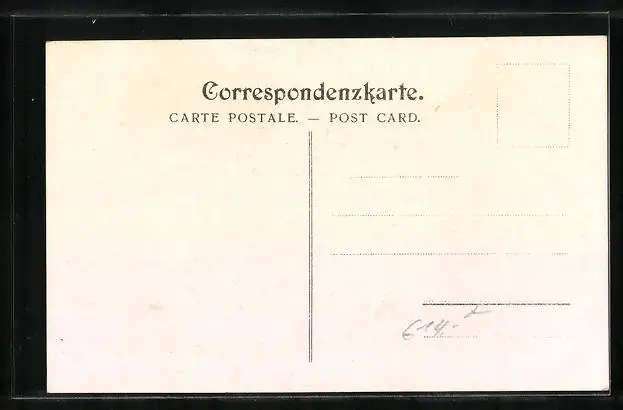 Correspondenzkarte.
CARTE POSTALE. — POST CARD.